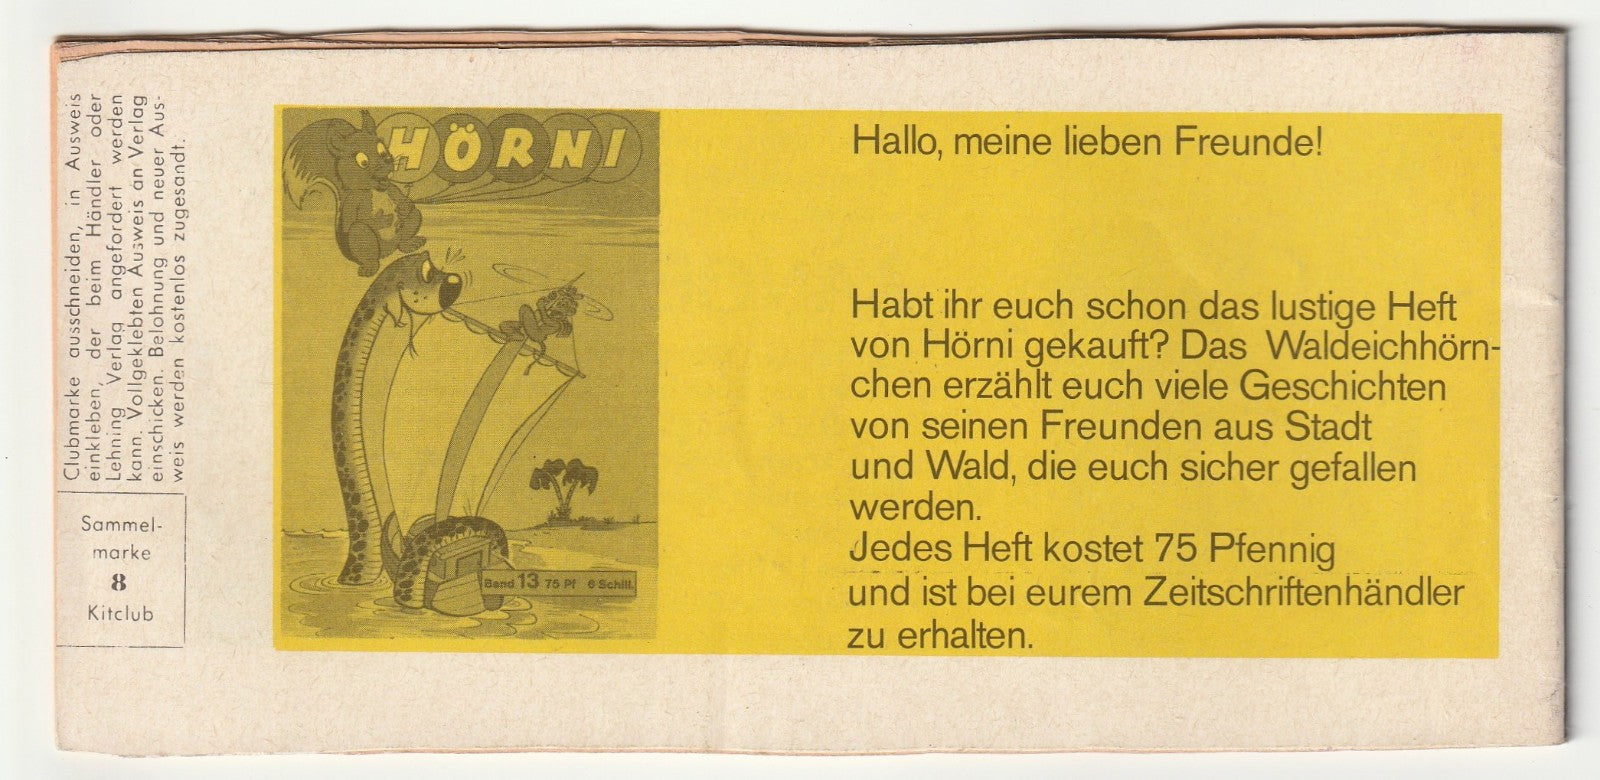 Clubmarke ausschneiden, in Ausweis
einkleben, der beim Händler oder
Lehning Verlag angefordert werden
kann. Vollgeklebten Ausweis an Verlag
einschicken. Belohnung und neuer Aus-
weis werden kostenlos zugesandt.
Sammel-
marke
8
Kitclub
HÖRNI
Band 13 75 Pf 6 Schill.
Hallo, meine lieben Freunde!
Habt ihr euch schon das lustige Heft
von Hörni gekauft? Das Waldeichhörn-
chen erzählt euch viele Geschichten
von seinen Freunden aus Stadt
und Wald, die euch sicher gefallen
werden.
Jedes Heft kostet 75 Pfennig
und ist bei eurem Zeitschriftenhändler
zu erhalten.